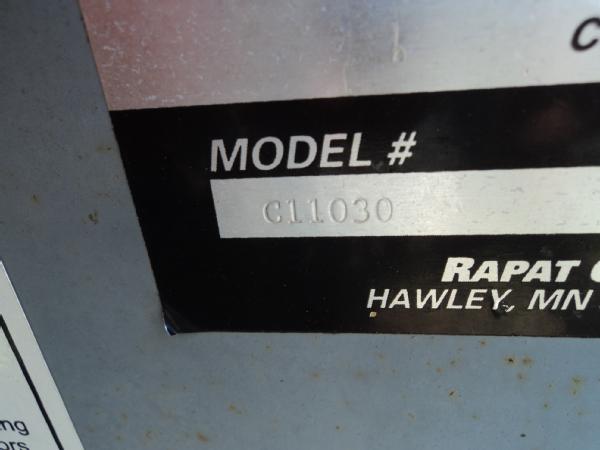 C
MODEL #
C11030
RAPAT
HAWLEY, MN